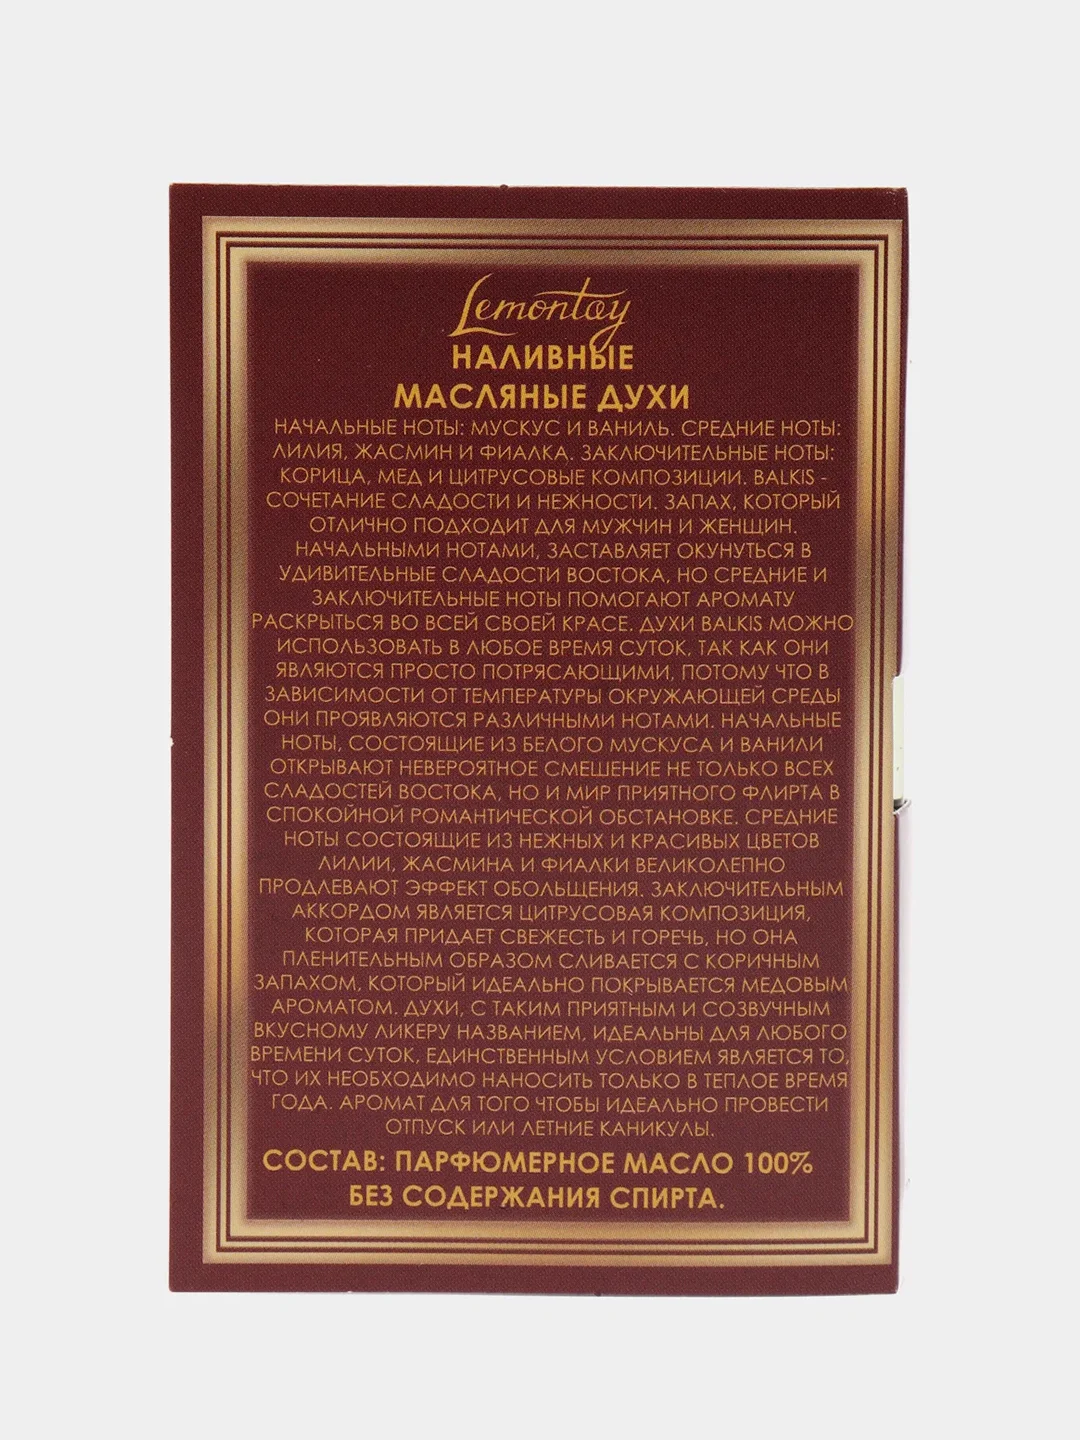 Lemontay
НАЛИВНЫЕ
МАСЛЯНЫЕ ДУХИ
НАЧАЛЬНЫЕ НОТЫ: МУСКУС И ВАНИЛЬ. СРЕДНИЕ НОТЫ:
ЛИЛИЯ, ЖАСМИН И ФИАЛКА. ЗАКЛЮЧИТЕЛЬНЫЕ НОТЫ:
КОРИЦА, МЕД И ЦИТРУСОВЫЕ КОМПОЗИЦИИ. BALKIS -
СОЧЕТАНИЕ СЛАДОСТИ И НЕЖНОСТИ. ЗАПАХ, КОТОРЫЙ
ОТЛИЧНО ПОДХОДИТ ДЛЯ МУЖЧИН И ЖЕНЩИН.
НАЧАЛЬНЫМИ НОТАМИ, ЗАСТАВЛЯЕТ ОКУНУТЬСЯ В
УДИВИТЕЛЬНЫЕ СЛАДОСТИ ВОСТОКА, НО СРЕДНИЕ И
ЗАКЛЮЧИТЕЛЬНЫЕ НОТЫ ПОМОГАЮТ АРОМАТУ
РАСКРЫТЬСЯ ВО ВСЕЙ СВОЕЙ КРАСЕ. ДУХИ BALKIS МОЖНО
ИСПОЛЬЗОВАТЬ В ЛЮБОЕ ВРЕМЯ СУТОК, ТАК КАК ОНИ
ЯВЛЯЮТСЯ ПРОСТО ПОТРЯСАЮЩИМИ, ПОТОМУ ЧТО В
ЗАВИСИМОСТИ ОТ ТЕМПЕРАТУРЫ ОКРУЖАЮЩЕЙ СРЕДЫ
ОНИ ПРОЯВЛЯЮТСЯ РАЗЛИЧНЫМИ НОТАМИ. НАЧАЛЬНЫЕ
НОТЫ, СОСТОЯЩИЕ ИЗ БЕЛОГО МУСКУСА И ВАНИЛИ
ОТКРЫВАЮТ НЕВЕРОЯТНОЕ СМЕШЕНИЕ НЕ ТОЛЬКО ВСЕХ
СЛАДОСТЕЙ ВОСТОКА, НО И МИР ПРИЯТНОГО ФЛИРТА В
СПОКОЙНОЙ РОМАНТИЧЕСКОЙ ОБСТАНОВКЕ. СРЕДНИЕ
НОТЫ СОСТОЯЩИЕ ИЗ НЕЖНЫХ И КРАСИВЫХ ЦВЕТОВ
ЛИЛИИ, ЖАСМИНА И ФИАЛКИ ВЕЛИКОЛЕПНО
ПРОДЛЕВАЮТ ЭФФЕКТ ОБОЛЬЩЕНИЯ. ЗАКЛЮЧИТЕЛЬНЫМ
АККОРДОМ ЯВЛЯЕТСЯ ЦИТРУСОВАЯ КОМПОЗИЦИЯ,
КОТОРАЯ ПРИДАЕТ СВЕЖЕСТЬ И ГОРЕЧЬ, НО ОНА
ПЛЕНИТЕЛЬНЫМ ОБРАЗОМ СЛИВАЕТСЯ С КОРИЧНЫМ
ЗАПАХОМ, КОТОРЫЙ ИДЕАЛЬНО ПОКРЫВАЕТСЯ МЕДОВЫМ
АРОМАТОМ. ДУХИ, С ТАКИМ ПРИЯТНЫМ И СОЗВУЧНЫМ
ВКУСНОМУ ЛИКЕРУ НАЗВАНИЕМ, ИДЕАЛЬНЫ ДЛЯ ЛЮБОГО
ВРЕМЕНИ СУТОК, ЕДИНСТВЕННЫМ УСЛОВИЕМ ЯВЛЯЕТСЯ ТО,
ЧТО ИХ НЕОБХОДИМО НАНОСИТЬ ТОЛЬКО В ТЕПЛОЕ ВРЕМЯ
ГОДА. АРОМАТ ДЛЯ ТОГО ЧТОБЫ ИДЕАЛЬНО ПРОВЕСТИ
ОТПУСК ИЛИ ЛЕТНИЕ КАНИКУЛЫ.
СОСТАВ: ПАРФЮМЕРНОЕ МАСЛО 100%
БЕЗ СОДЕРЖАНИЯ СПИРТА.